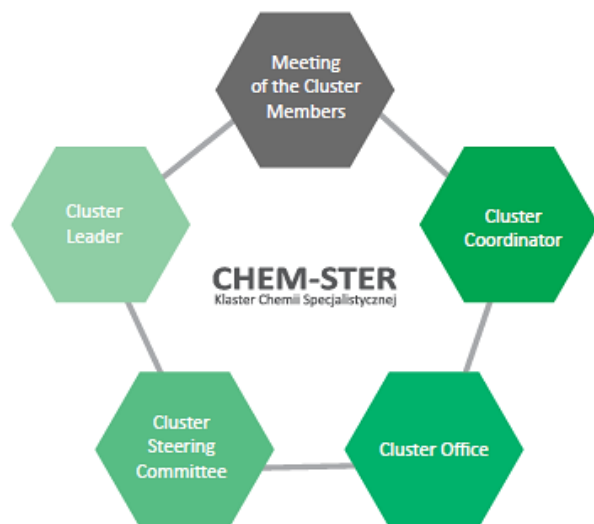 Meeting
of the Cluster
Members
Cluster
Leader
Cluster
Coordinator
CHEM-STER
Klaster Chemii Specjalistycznej
Cluster
Steering
Committee
Cluster Office